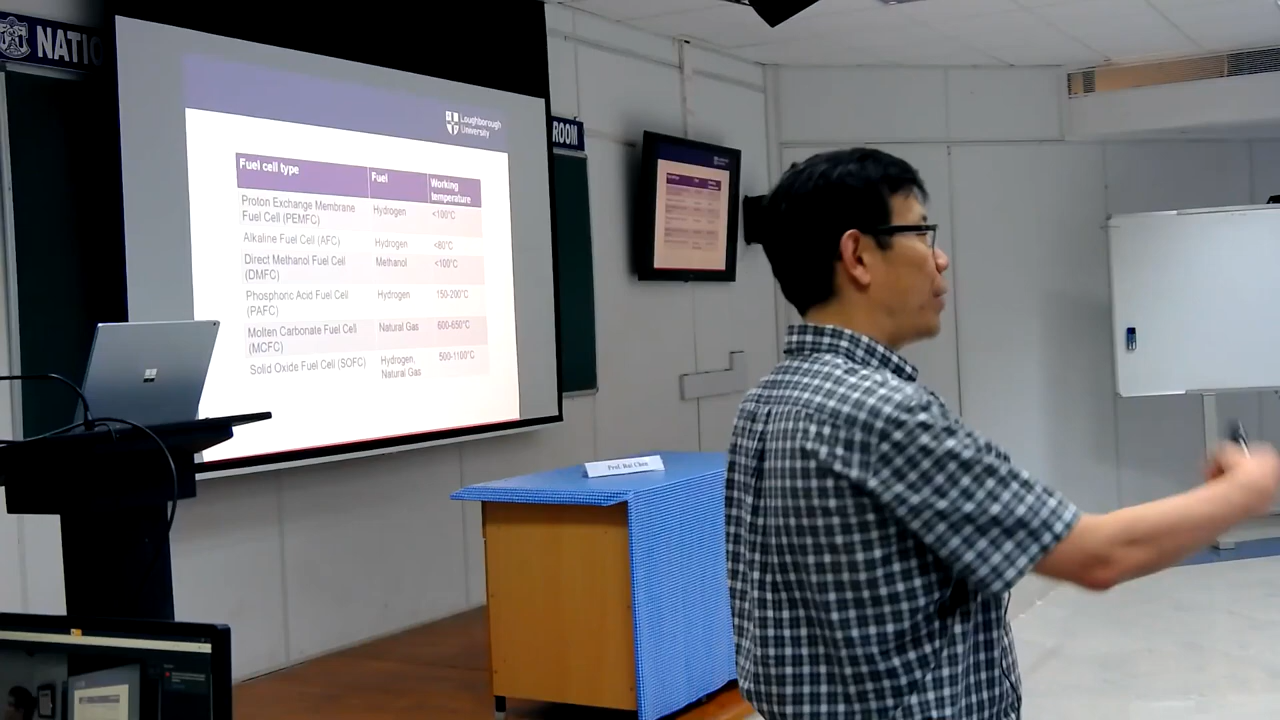 NATIO
ROOM
Loughborough
University
Fuel cell type
Fuel
Working
temperature
Proton Exchange Membrane
Fuel Cell (PEMFC)
Hydrogen
<100°C
Alkaline Fuel Cell (AFC)
Hydrogen
<80°C
Direct Methanol Fuel Cell
(DMFC)
Methanol
<100°C
Phosphoric Acid Fuel Cell
(PAFC)
Hydrogen
150-200°C
Molten Carbonate Fuel Cell
(MCFC)
Natural Gas
600-650°C
Solid Oxide Fuel Cell (SOFC)
Hydrogen,
Natural Gas
500-1100°C
Prof. Rui Chen